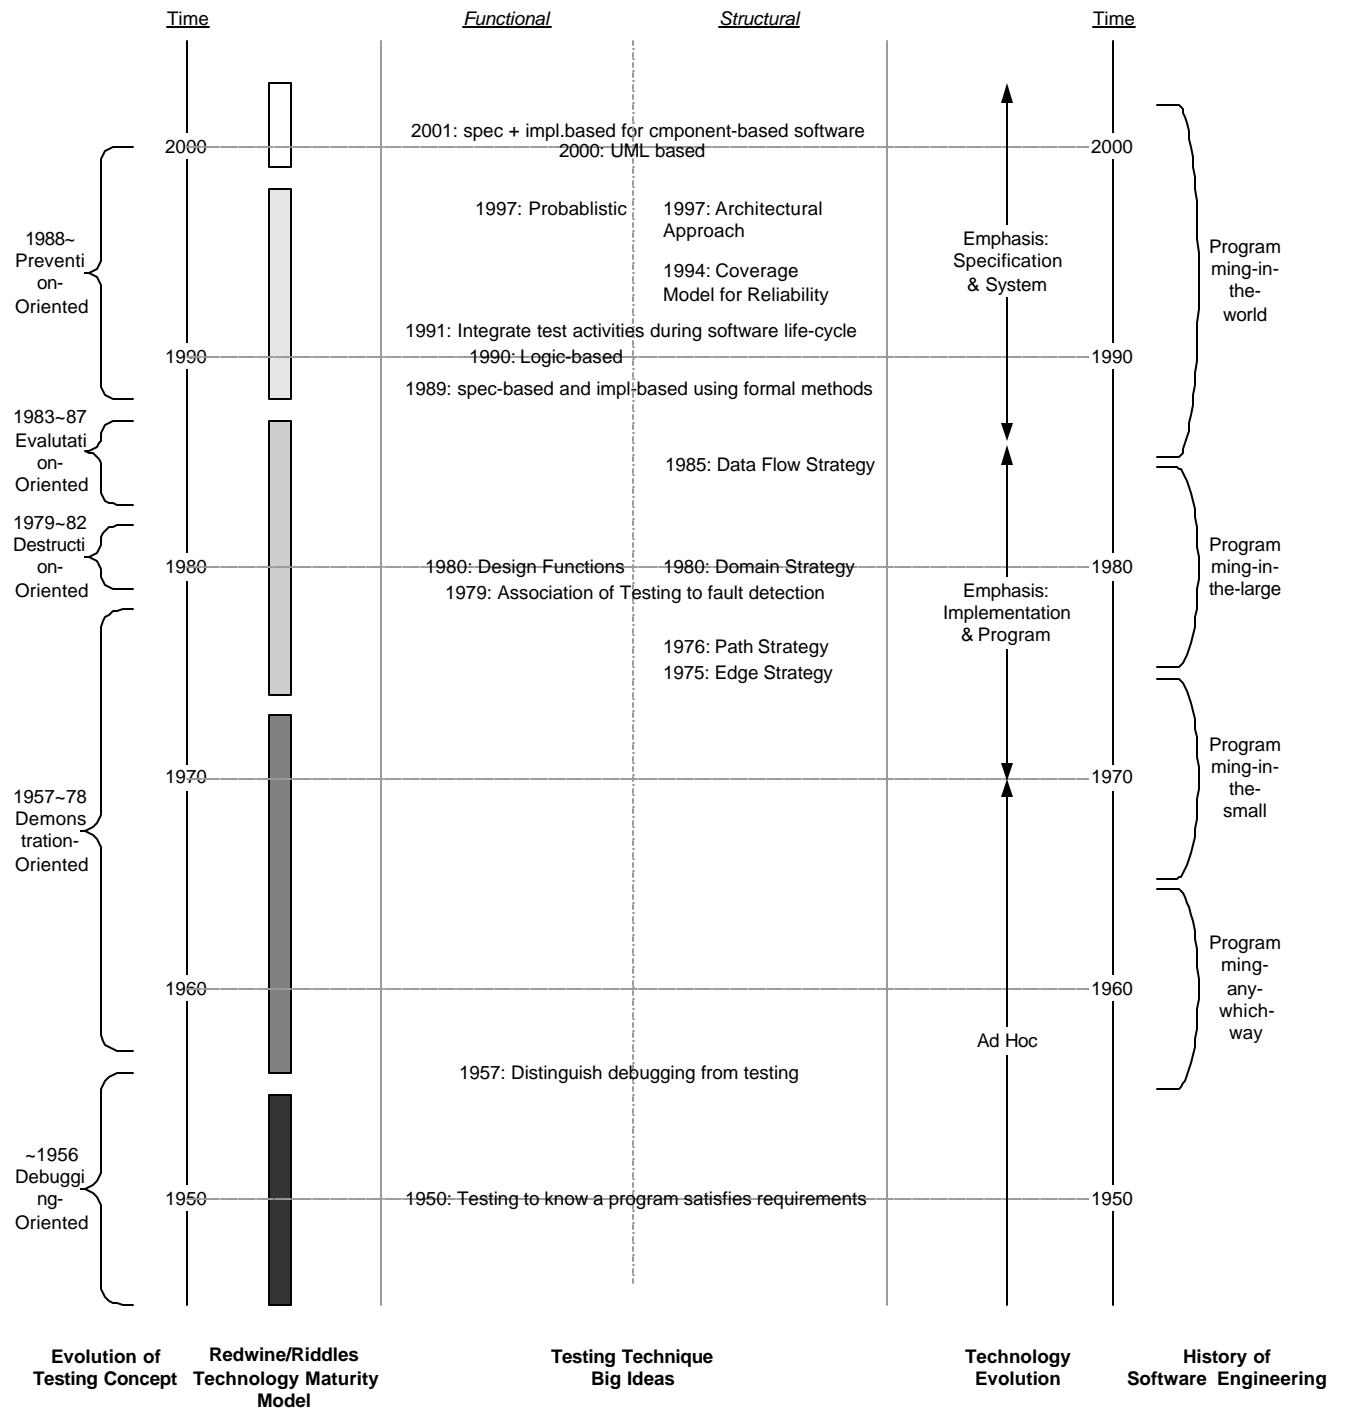 Time
Functional
Structural
Time
2001: spec + impl.based for cmponent-based software
2000
2000: UML based
2000
1997: Probablistic
1997: Architectural
Approach
1988~
Preventi
on-
Oriented
Emphasis:
Specification
& System
Program
ming-in-
the-
world
1994: Coverage
Model for Reliability
1991: Integrate test activities during software life-cycle
1990
1990: Logic-based
1990
1989: spec-based and impl-based using formal methods
1983~87
Evalutati
on-
Oriented
1985: Data Flow Strategy
1979~82
Destructi
on-
Oriented
1980
1980: Design Functions
1980: Domain Strategy
1980
Program
ming-in-
the-large
1979: Association of Testing to fault detection
Emphasis:
Implementation
& Program
1976: Path Strategy
1975: Edge Strategy
1970
1970
Program
ming-in-
the-
small
1957~78
Demons
tration-
Oriented
1960
1960
Program
ming-
any-
which-
way
Ad Hoc
1957: Distinguish debugging from testing
~1956
Debuggi
ng-
Oriented
1950
1950: Testing to know a program satisfies requirements
1950
Evolution of
Testing Concept
Redwine/Riddles
Technology Maturity
Model
Testing Technique
Big Ideas
Technology
Evolution
History of
Software Engineering